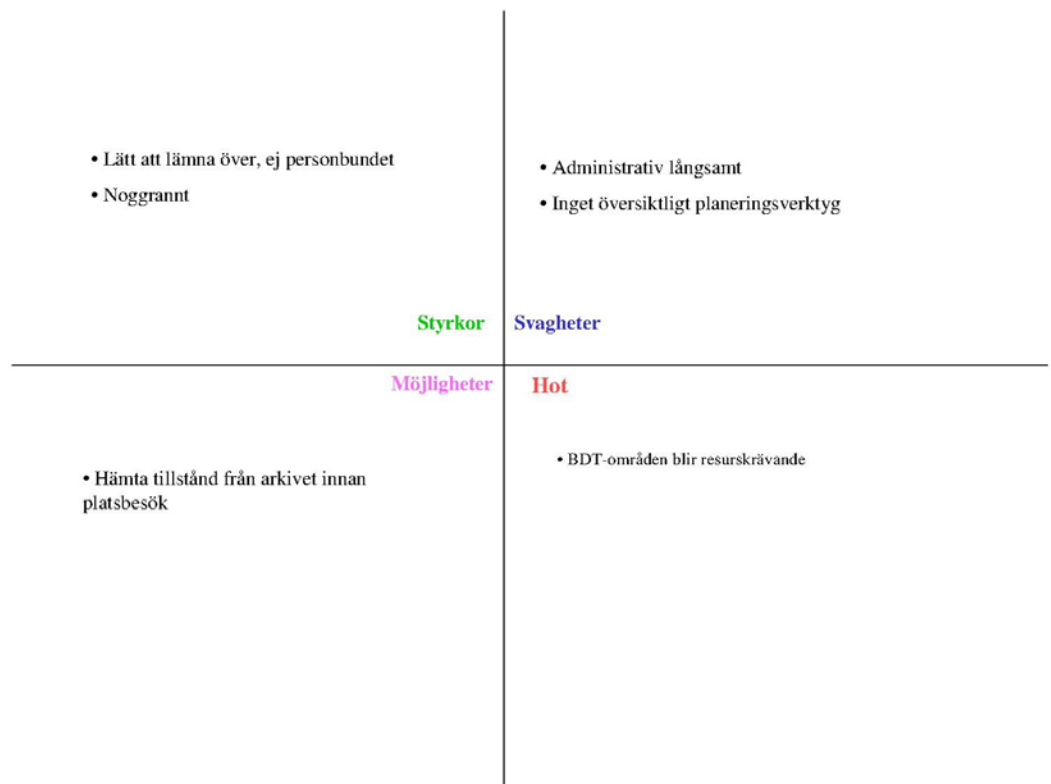 • Lätt att lämna över, ej personbundet
• Noggrannt
• Administrativ långsamt
• Inget översiktligt planeringsverktyg
Styrkor
Svagheter
Möjligheter
Hot
• Hämta tillstånd från arkivet innan
platsbesök
• BDT-områden blir resurskrävande